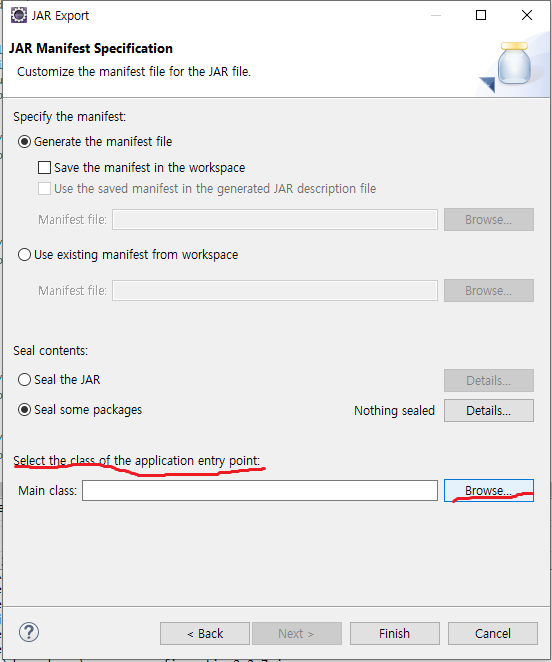 JAR Export
JAR Manifest Specification
Customize the manifest file for the JAR file.
Specify the manifest:
Generate the manifest file
Save the manifest in the workspace
Use the saved manifest in the generated JAR description file
Manifest file: Browse...
Use existing manifest from workspace
Manifest file: Browse...
Seal contents:
Seal the JAR Details...
Seal some packages Nothing sealed Details...
Select the class of the application entry point:
Main class: Browse...
? < Back Next > Finish Cancel